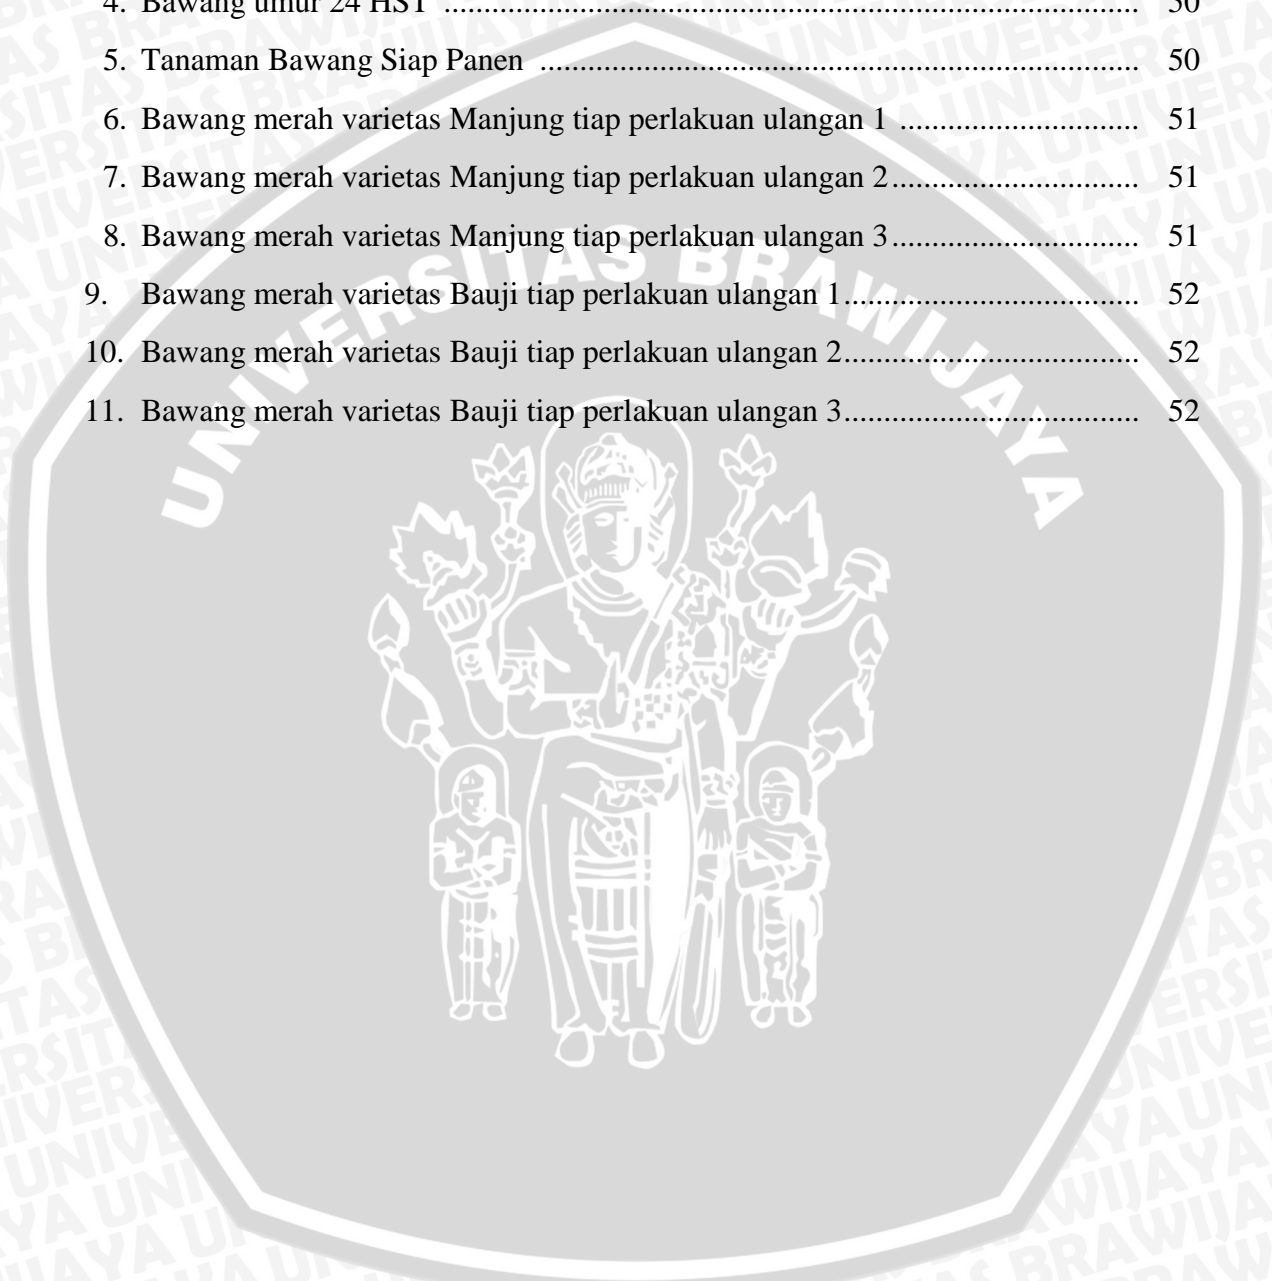 4. Bawang umur 24 HST ........................................................................................ 50
5. Tanaman Bawang Siap Panen ........................................................................... 50
6. Bawang merah varietas Manjung tiap perlakuan ulangan 1 .............................. 51
7. Bawang merah varietas Manjung tiap perlakuan ulangan 2............................... 51
8. Bawang merah varietas Manjung tiap perlakuan ulangan 3............................... 51
9. Bawang merah varietas Bauji tiap perlakuan ulangan 1..................................... 52
10. Bawang merah varietas Bauji tiap perlakuan ulangan 2..................................... 52
11. Bawang merah varietas Bauji tiap perlakuan ulangan 3..................................... 52
UNIVERSITAS BRAWIJAYA